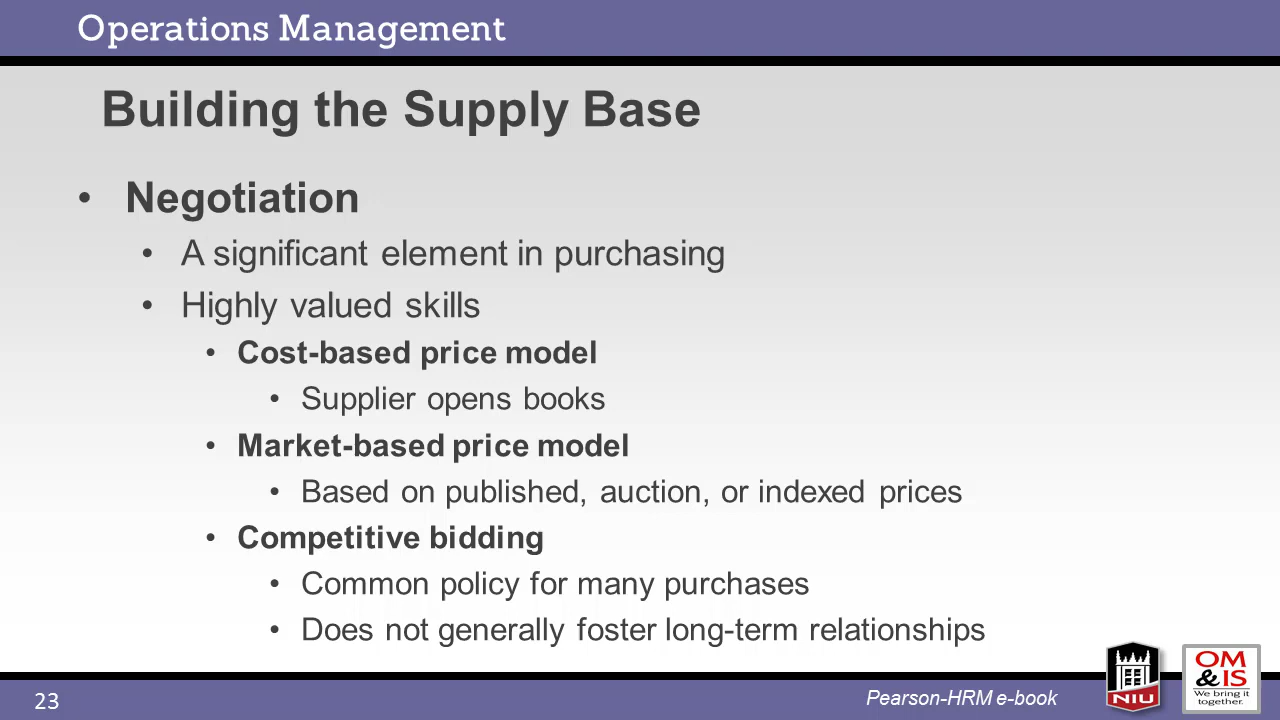 Operations Management
Building the Supply Base
• Negotiation
• A significant element in purchasing
• Highly valued skills
• Cost-based price model
• Supplier opens books
• Market-based price model
• Based on published, auction, or indexed prices
• Competitive bidding
• Common policy for many purchases
• Does not generally foster long-term relationships
23
Pearson-HRM e-book
NIU
OM
&IS
We bring it
together.